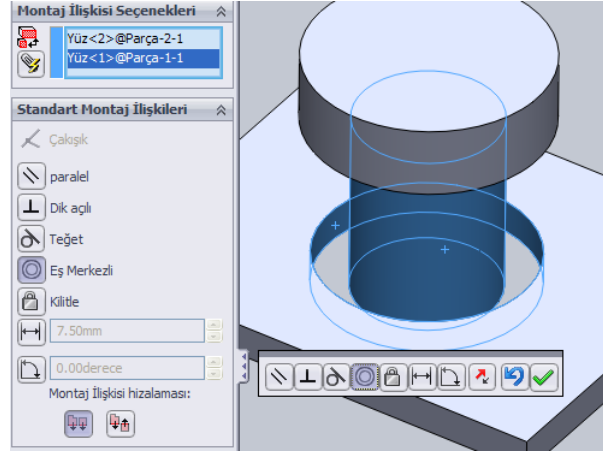 Montaj İlişkisi Seçenekleri
Yüz<2>@Parça-2-1
Yüz<1>@Parça-1-1
Standart Montaj İlişkileri
Çakışık
paralel
Dik açılı
Teğet
Eş Merkezli
Kilitle
7.50mm
0.00derece
Montaj İlişkisi hizalaması: